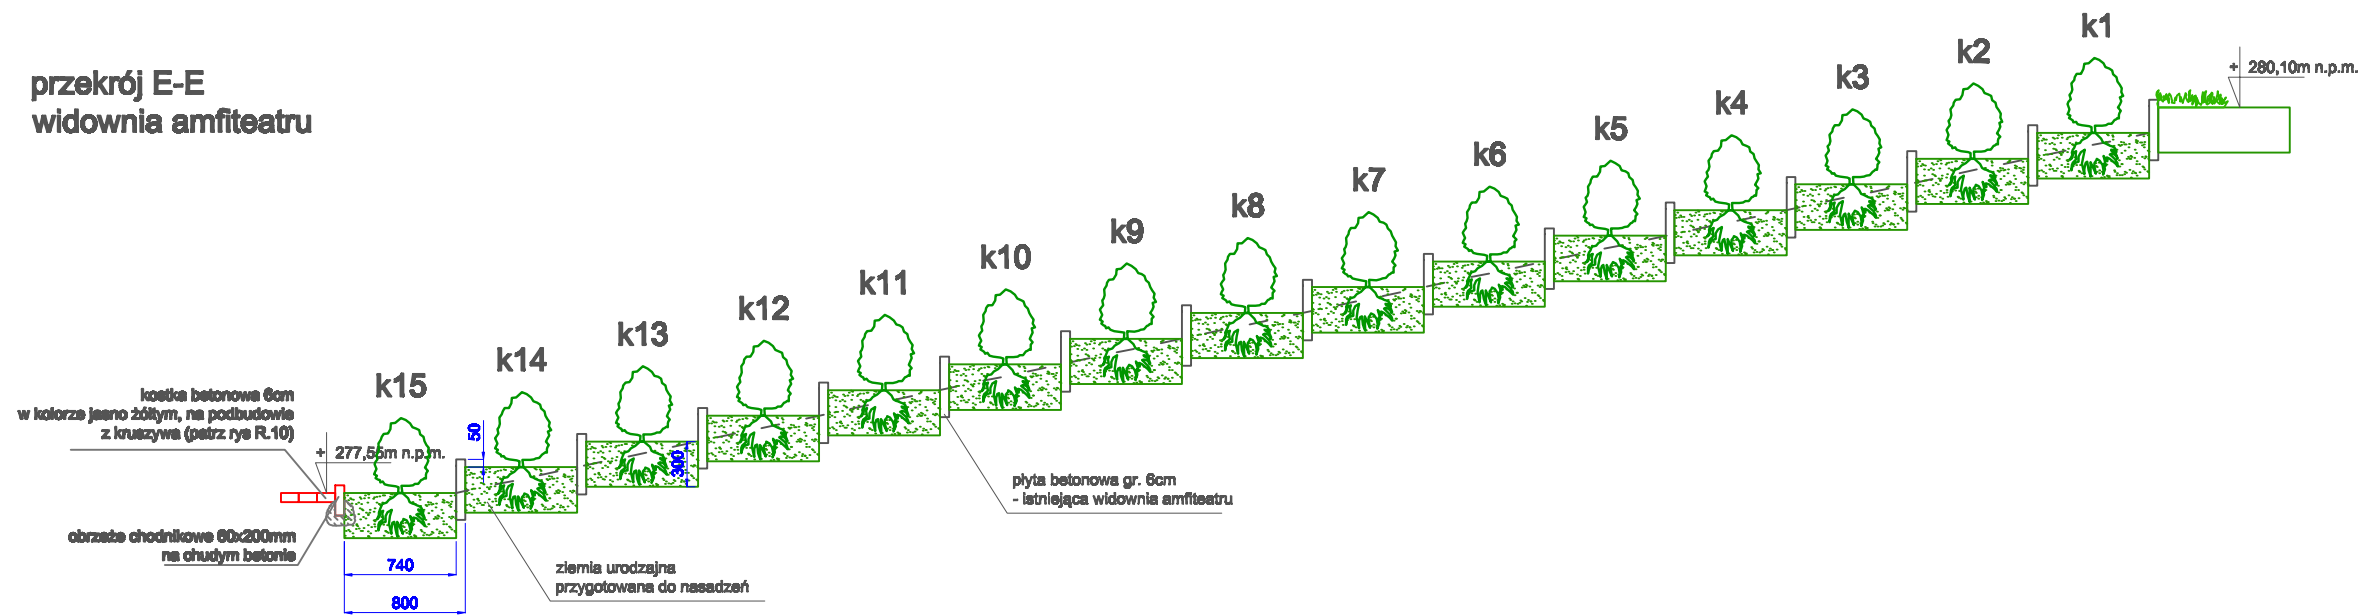 przekrój E-E
widownia amfiteatru
k1
k2
k3
k4
k5
k6
k7
k8
k9
k10
k11
k12
k13
k14
k15
+ 280,10m n.p.m.
kostka betonowa 6cm
w kolorze jasno żółtym, na podbudowie
z kruszywa (patrz rys R.10)
+ 277,55m n.p.m.
50
300
obrzeże chodnikowe 60x200mm
na chudym betonie
740
800
ziemia urodzajna
przygotowana do nasadzeń
płyta betonowa gr. 6cm
- istniejąca widownia amfiteatru